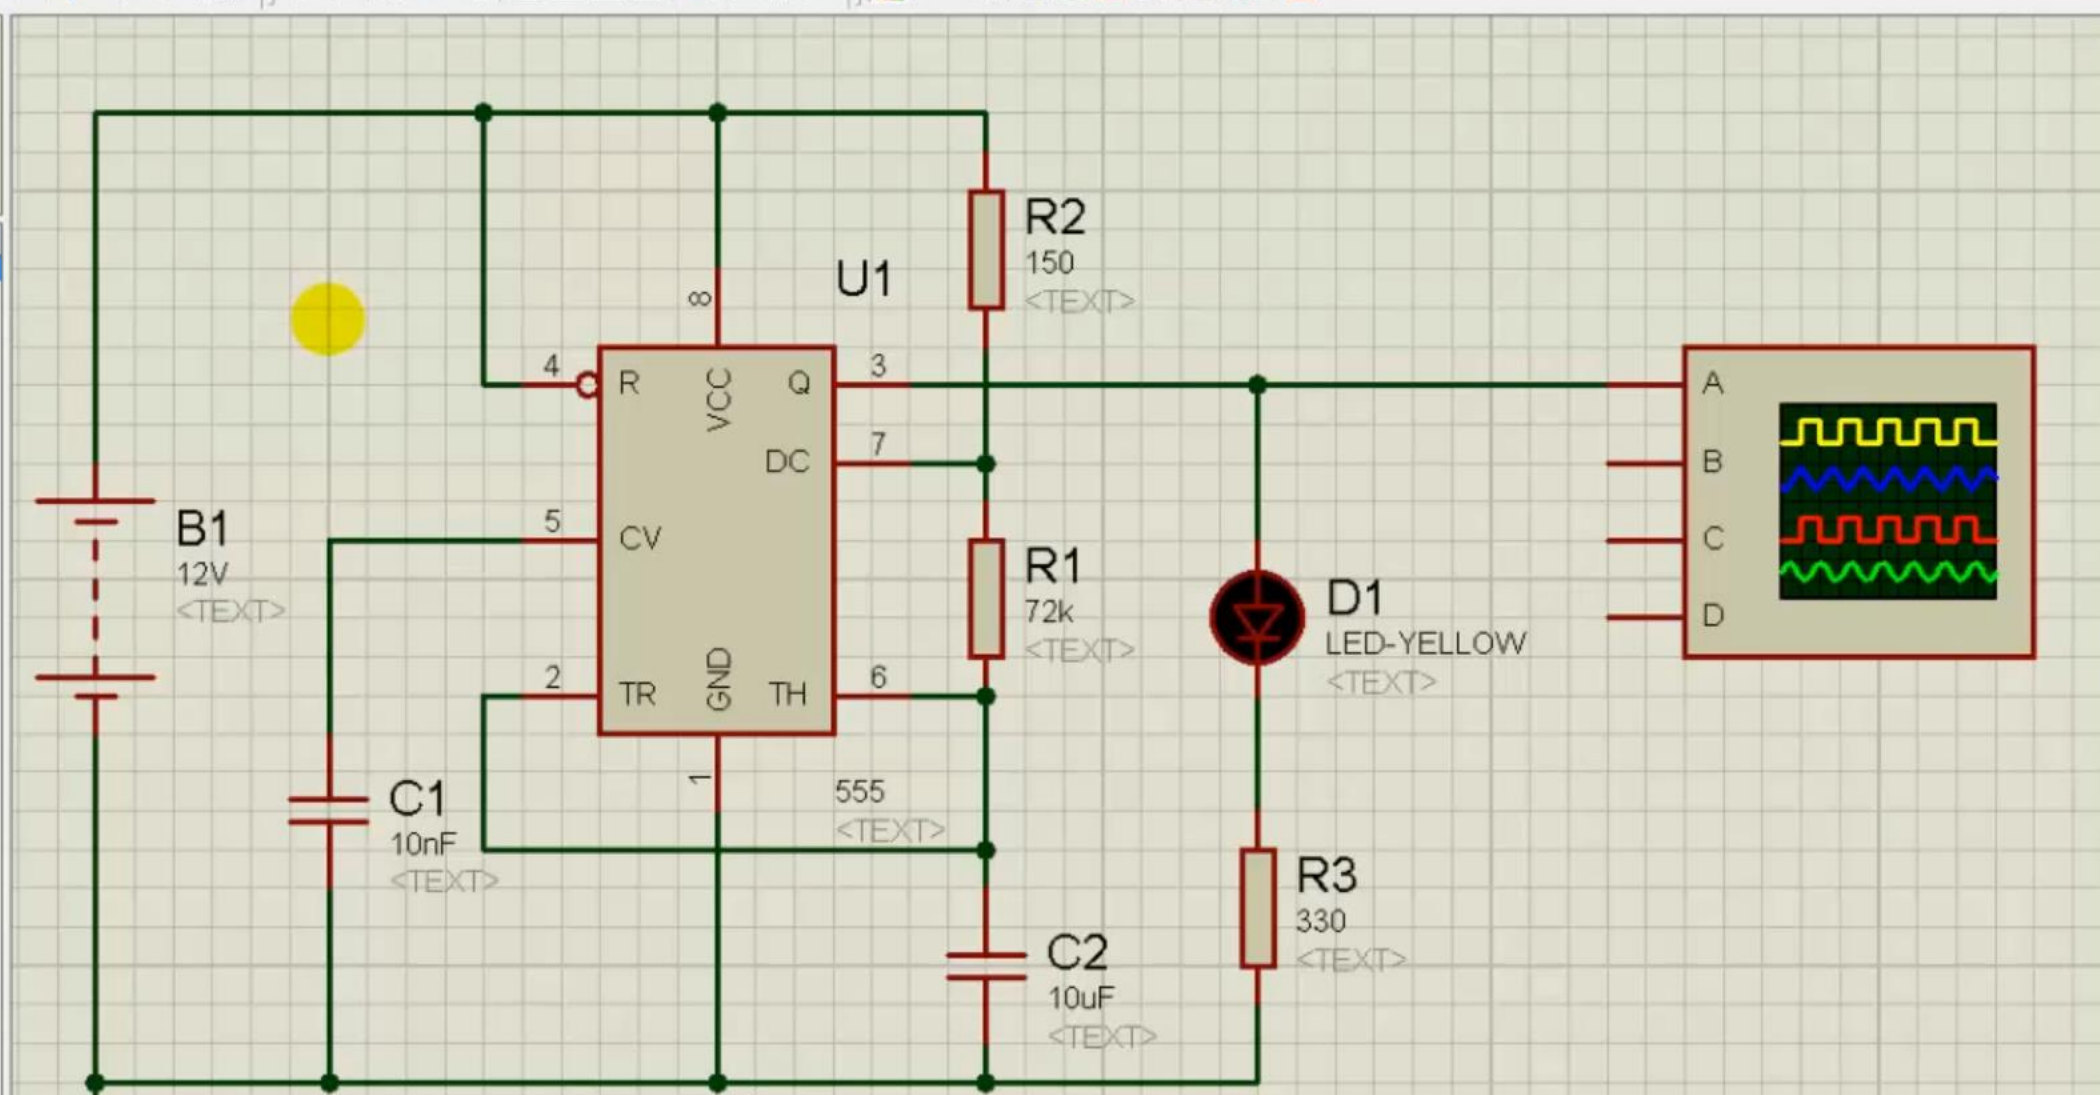 R2
150
<TEXT>
U1
8
4
R
VCC
Q
3
A
DC
7
B
B1
12V
<TEXT>
5
CV
C
R1
72k
<TEXT>
D1
LED-YELLOW
<TEXT>
D
2
TR
GND
TH
6
1
555
<TEXT>
C1
10nF
<TEXT>
R3
330
<TEXT>
C2
10uF
<TEXT>